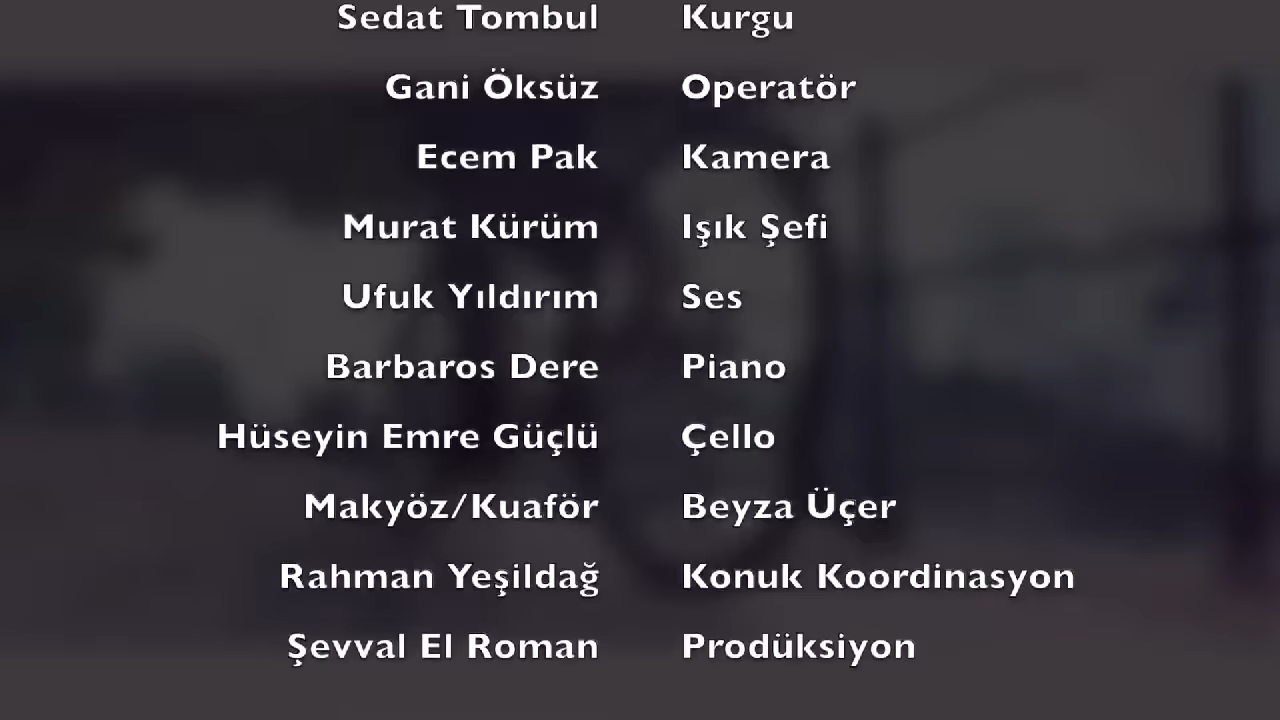 Sedat Tombul Kurgu
Gani Öksüz Operatör
Ecem Pak Kamera
Murat Kürüm Işık Şefi
Ufuk Yıldırım Ses
Barbaros Dere Piano
Hüseyin Emre Güçlü Çello
Makyöz/Kuaför Beyza Üçer
Rahman Yeşildağ Konuk Koordinasyon
Şevval El Roman Prodüksiyon